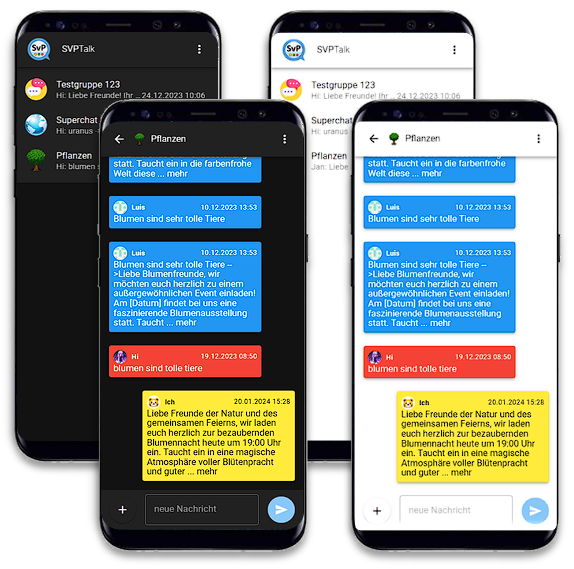 SvP
SVPTalk
Testgruppe 123
Hi: Liebe Freunde! Ihr ... 24.12.2023 10:06
Superchat
Hi: uranus -
Pflanzen
Hi: blumen s
SvP
SVPTalk
Testgruppe 123
Hi: Liebe Freunde! Ihr ... 24.12.2023 10:06
Superchat
Hi: uranus
Pflanzen
Jan: Liebe
Pflanzen
statt. Taucht ein in die farbenfrohe
Welt diese ... mehr
Luis 10.12.2023 13:53
Blumen sind sehr tolle Tiere
Luis 10.12.2023 13:53
Blumen sind sehr tolle Tiere --
>Liebe Blumenfreunde, wir
möchten euch herzlich zu einem
außergewöhnlichen Event einladen!
Am [Datum] findet bei uns eine
faszinierende Blumenausstellung
statt. Taucht ... mehr
Hi 19.12.2023 08:50
blumen sind tolle tiere
Ich 20.01.2024 15:28
Liebe Freunde der Natur und des
gemeinsamen Feierns, wir laden
euch herzlich zur bezaubernden
Blumennacht heute um 19:00 Uhr
ein. Taucht ein in eine magische
Atmosphäre voller Blütenpracht
und guter ... mehr
neue Nachricht
Pflanzen
statt. Taucht ein in die farbenfrohe
Welt diese ... mehr
Luis 10.12.2023 13:53
Blumen sind sehr tolle Tiere
Luis 10.12.2023 13:53
Blumen sind sehr tolle Tiere --
>Liebe Blumenfreunde, wir
möchten euch herzlich zu einem
außergewöhnlichen Event einladen!
Am [Datum] findet bei uns eine
faszinierende Blumenausstellung
statt. Taucht ... mehr
Hi 19.12.2023 08:50
blumen sind tolle tiere
Ich 20.01.2024 15:28
Liebe Freunde der Natur und des
gemeinsamen Feierns, wir laden
euch herzlich zur bezaubernden
Blumennacht heute um 19:00 Uhr
ein. Taucht ein in eine magische
Atmosphäre voller Blütenpracht
und guter ... mehr
neue Nachricht